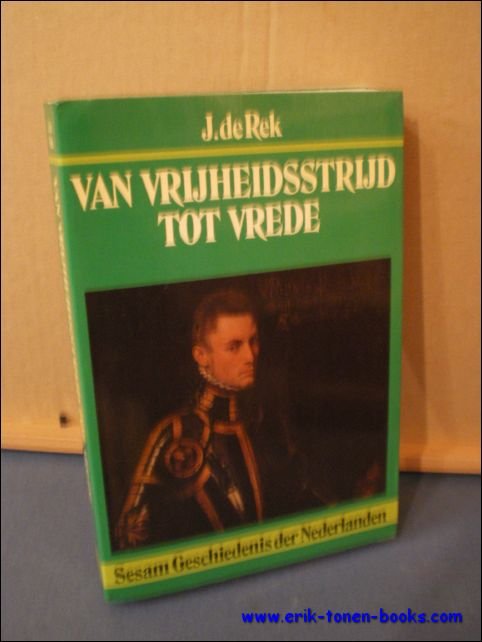 J. de Rek
VAN VRIJHEIDSSTRIJD
TOT VREDE
Sesam Geschiedenis der Nederlanden
www.erik-tonen-books.com